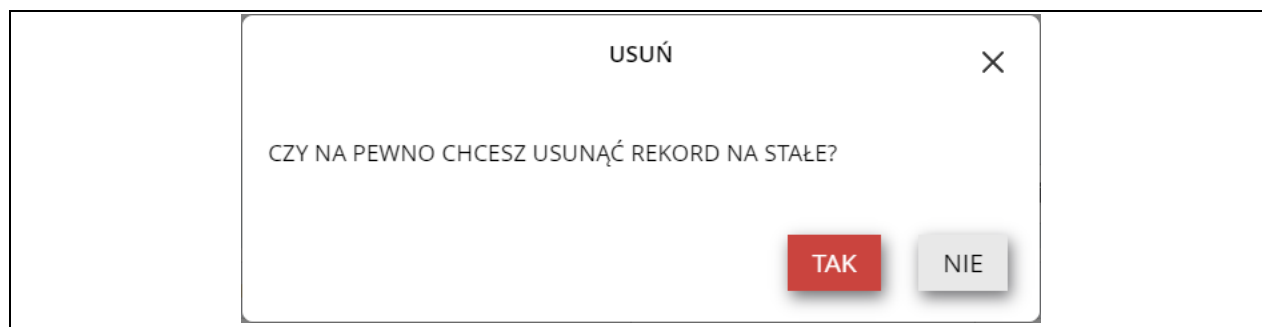 USUŃ
CZY NA PEWNO CHCESZ USUNĄĆ REKORD NA STAŁE?
TAK NIE